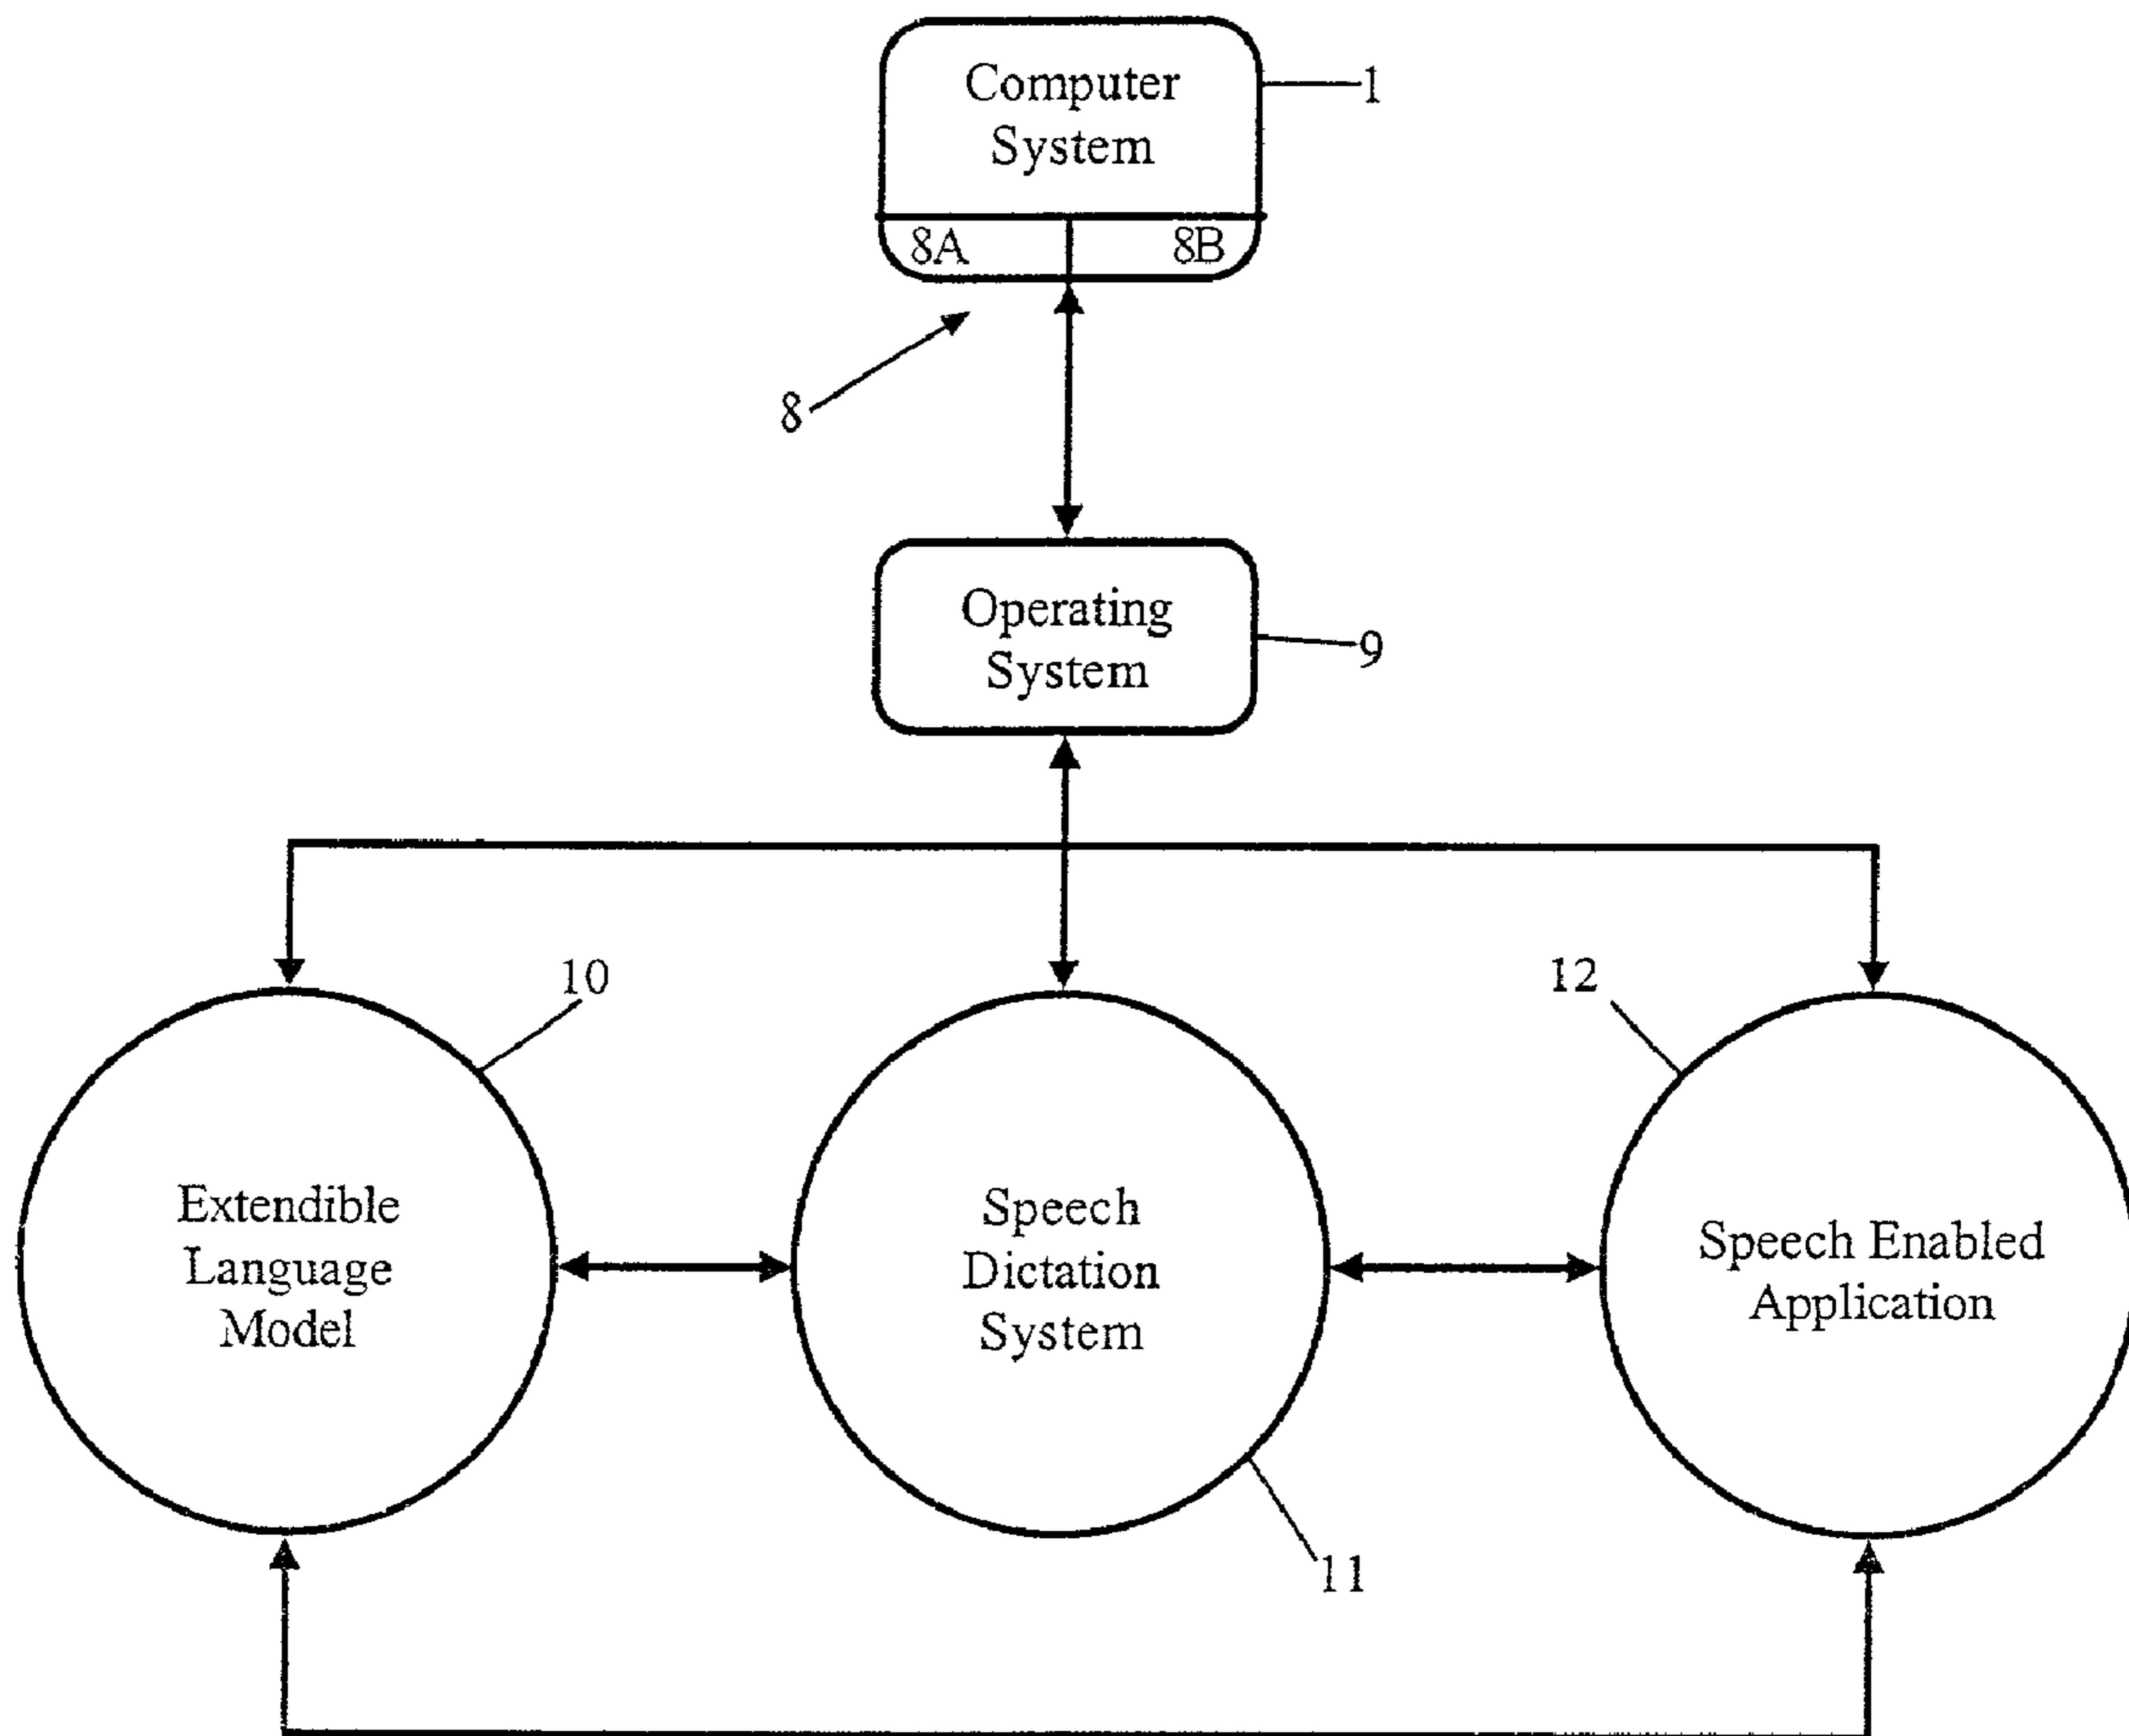 Computer
System
1
8A
8B
8
Operating
System
9
10
12
Extendible
Language
Model
Speech
Dictation
System
Speech Enabled
Application
11